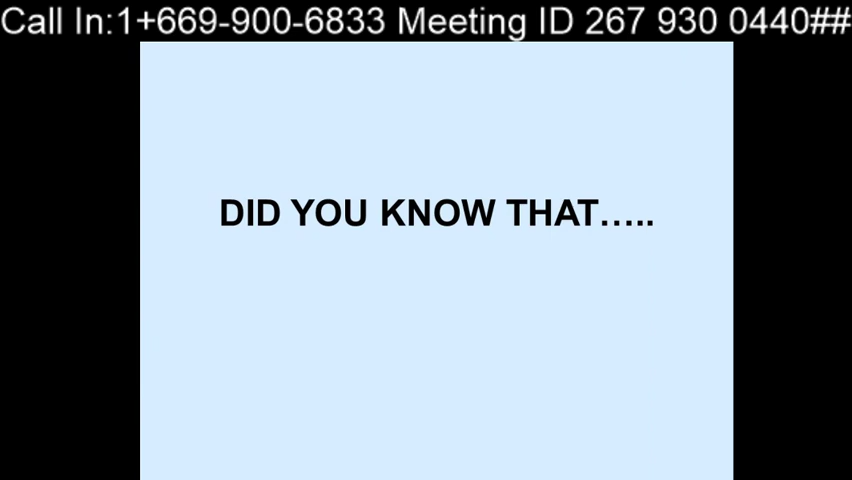 Call In:1+669-900-6833 Meeting ID 267 930 0440##
DID YOU KNOW THAT…..